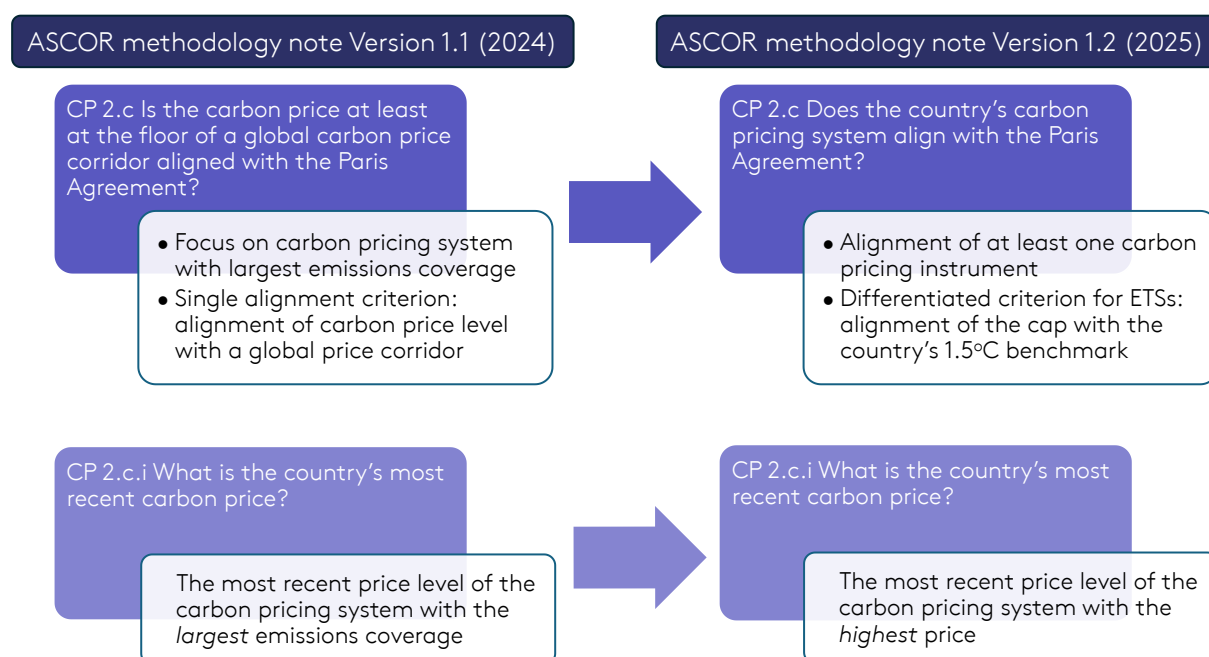 ASCOR methodology note Version 1.1 (2024)
ASCOR methodology note Version 1.2 (2025)
CP 2.c Is the carbon price at least
at the floor of a global carbon price
corridor aligned with the Paris
Agreement?
• Focus on carbon pricing system
with largest emissions coverage
• Single alignment criterion:
alignment of carbon price level
with a global price corridor
CP 2.c Does the country's carbon
pricing system align with the Paris
Agreement?
• Alignment of at least one carbon
pricing instrument
• Differentiated criterion for ETSs:
alignment of the cap with the
country's 1.5°C benchmark
CP 2.c.i What is the country's most
recent carbon price?
The most recent price level of the
carbon pricing system with the
largest emissions coverage
CP 2.c.i What is the country's most
recent carbon price?
The most recent price level of the
carbon pricing system with the
highest price